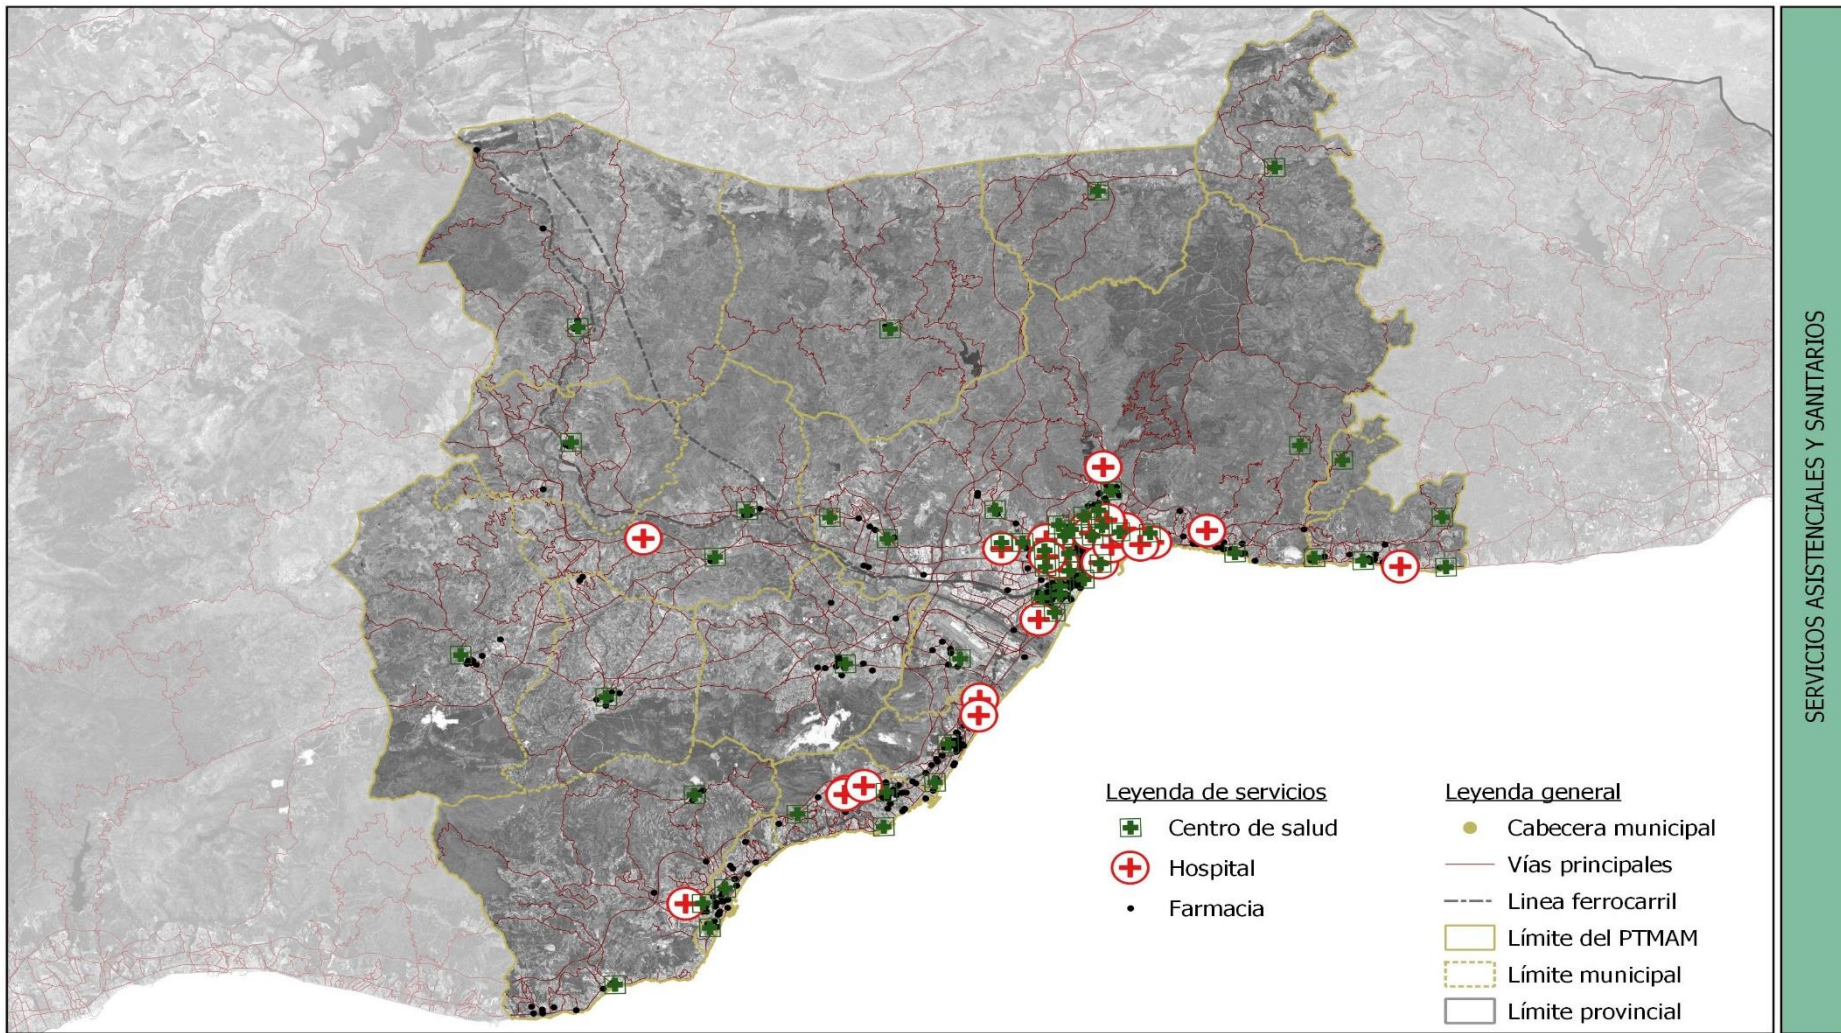 SERVICIOS ASISTENCIALES Y SANITARIOS
Leyenda de servicios
Centro de salud
Hospital
Farmacia
Leyenda general
Cabecera municipal
Vías principales
Linea ferrocarril
Límite del PTMAM
Límite municipal
Límite provincial